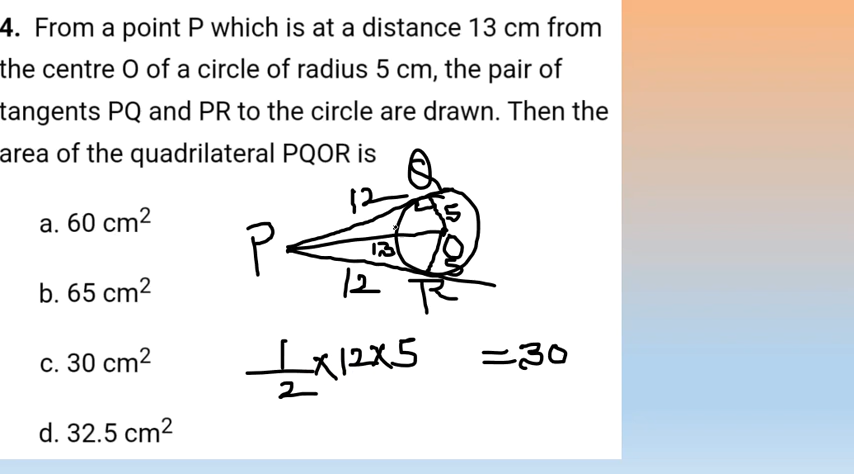 4. From a point P which is at a distance 13 cm from
the centre O of a circle of radius 5 cm, the pair of
tangents PQ and PR to the circle are drawn. Then the
area of the quadrilateral PQOR is
a. 60 cm²
b. 65 cm²
c. 30 cm²
d. 32.5 cm²
Q
12
5
P
13
O
5
12
R
1/2 x 12 x 5 = 30